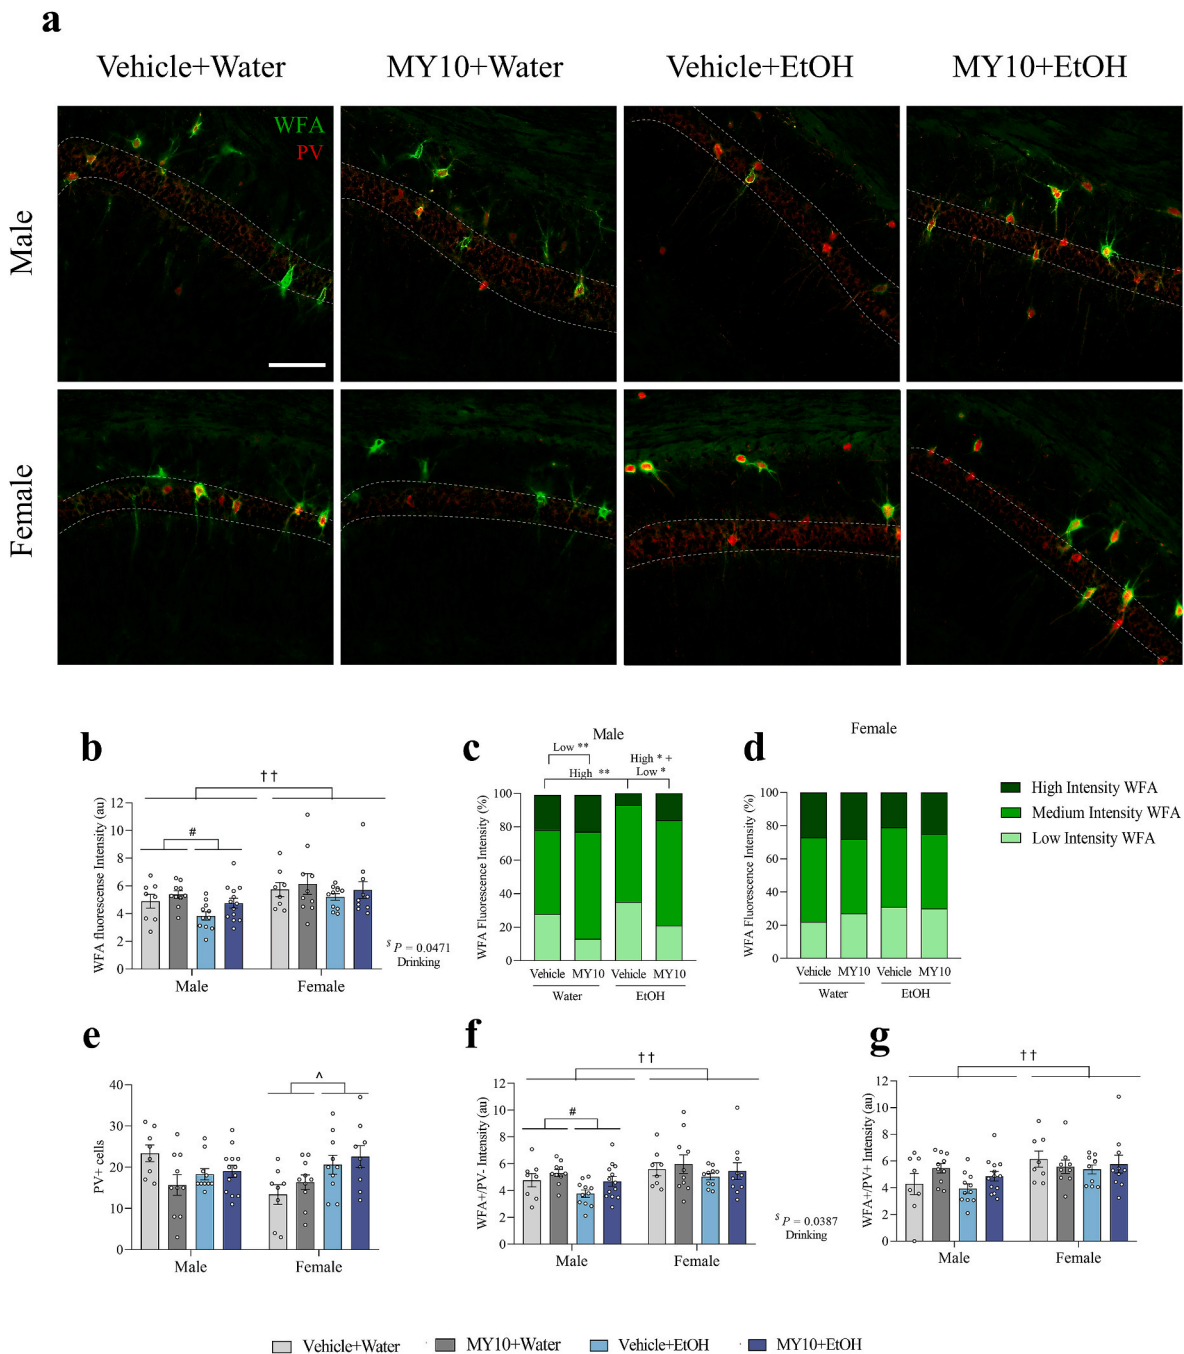 a
Vehicle+Water MY10+Water Vehicle+EtOH MY10+EtOH
WFA
PV
Male
Female
b
††
WFA fluorescense Intensity (au)
12
10
8
6
4
2
0
#
Male Female
$ P = 0.0471
Drinking
c
Male
Low **
High **
High * +
Low *
WFA Fluorescence Intensity (%)
100
80
60
40
20
0
Vehicle MY10 Vehicle MY10
Water EtOH
d
Female
WFA Fluorescence Intensity (%)
100
80
60
40
20
0
Vehicle MY10 Vehicle MY10
Water EtOH
High Intensity WFA
Medium Intensity WFA
Low Intensity WFA
e
PV+ cells
40
30
20
10
0
^
Male Female
f
††
WFA+/PV- Intensity (au)
12
10
8
6
4
2
0
#
Male Female
$ P = 0.0387
Drinking
g
††
WFA+/PV+ Intensity (au)
12
10
8
6
4
2
0
Male Female
Vehicle+Water MY10+Water Vehicle+EtOH MY10+EtOH